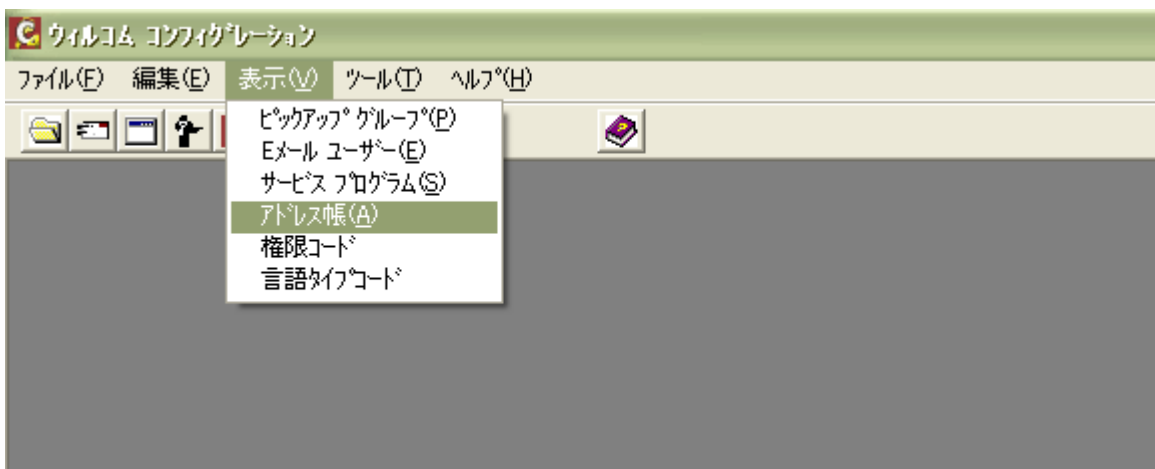 ウィルコム コンフィグレーション
ファイル(F) 編集(E) 表示(V) ツール(T) ヘルプ(H)
ピックアップ グループ(P)
Eメール ユーザー(E)
サービス プログラム(S)
アドレス帳(A)
権限コード
言語タイプコード